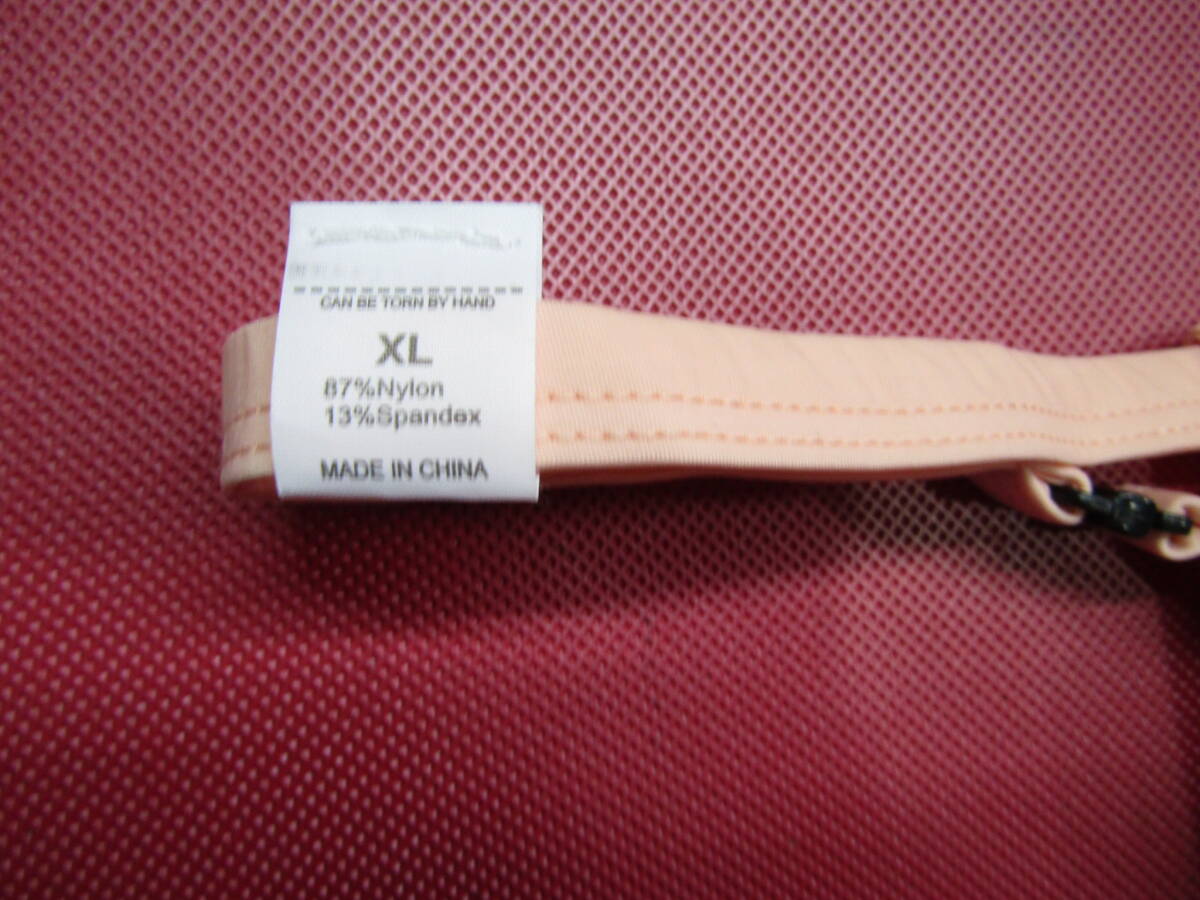 CAN BE TORN BY HAND
XL
87%Nylon
13%Spandex
MADE IN CHINA